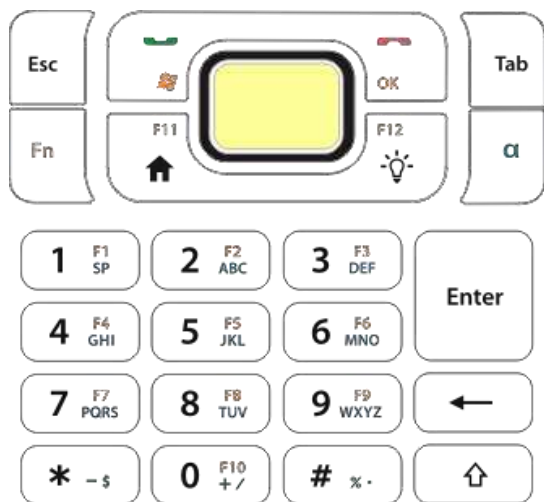 Esc
Tab
OK
Fn
F11
F12
α
1 F1 SP
2 F2 ABC
3 F3 DEF
Enter
4 F4 GHI
5 F5 JKL
6 F6 MNO
7 F7 PQRS
8 F8 TUV
9 F9 WXYZ
←
* - $
0 F10 + /
# % .
⇧